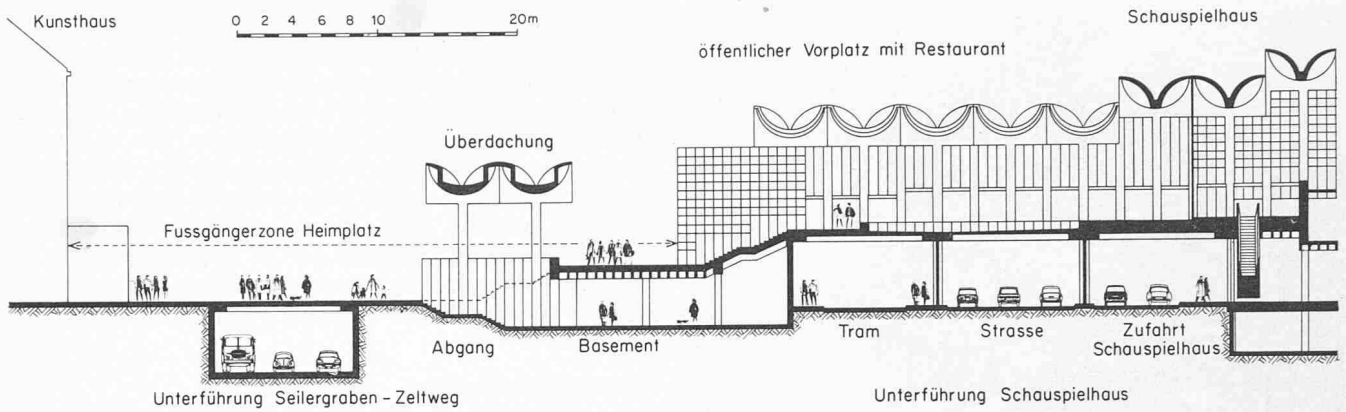 Kunsthaus
0 2 4 6 8 10 20m
Schauspielhaus
öffentlicher Vorplatz mit Restaurant
Überdachung
Fussgängerzone Heimplatz
Abgang
Basement
Tram
Strasse
Zufahrt
Schauspielhaus
Unterführung Seilergraben – Zeltweg
Unterführung Schauspielhaus